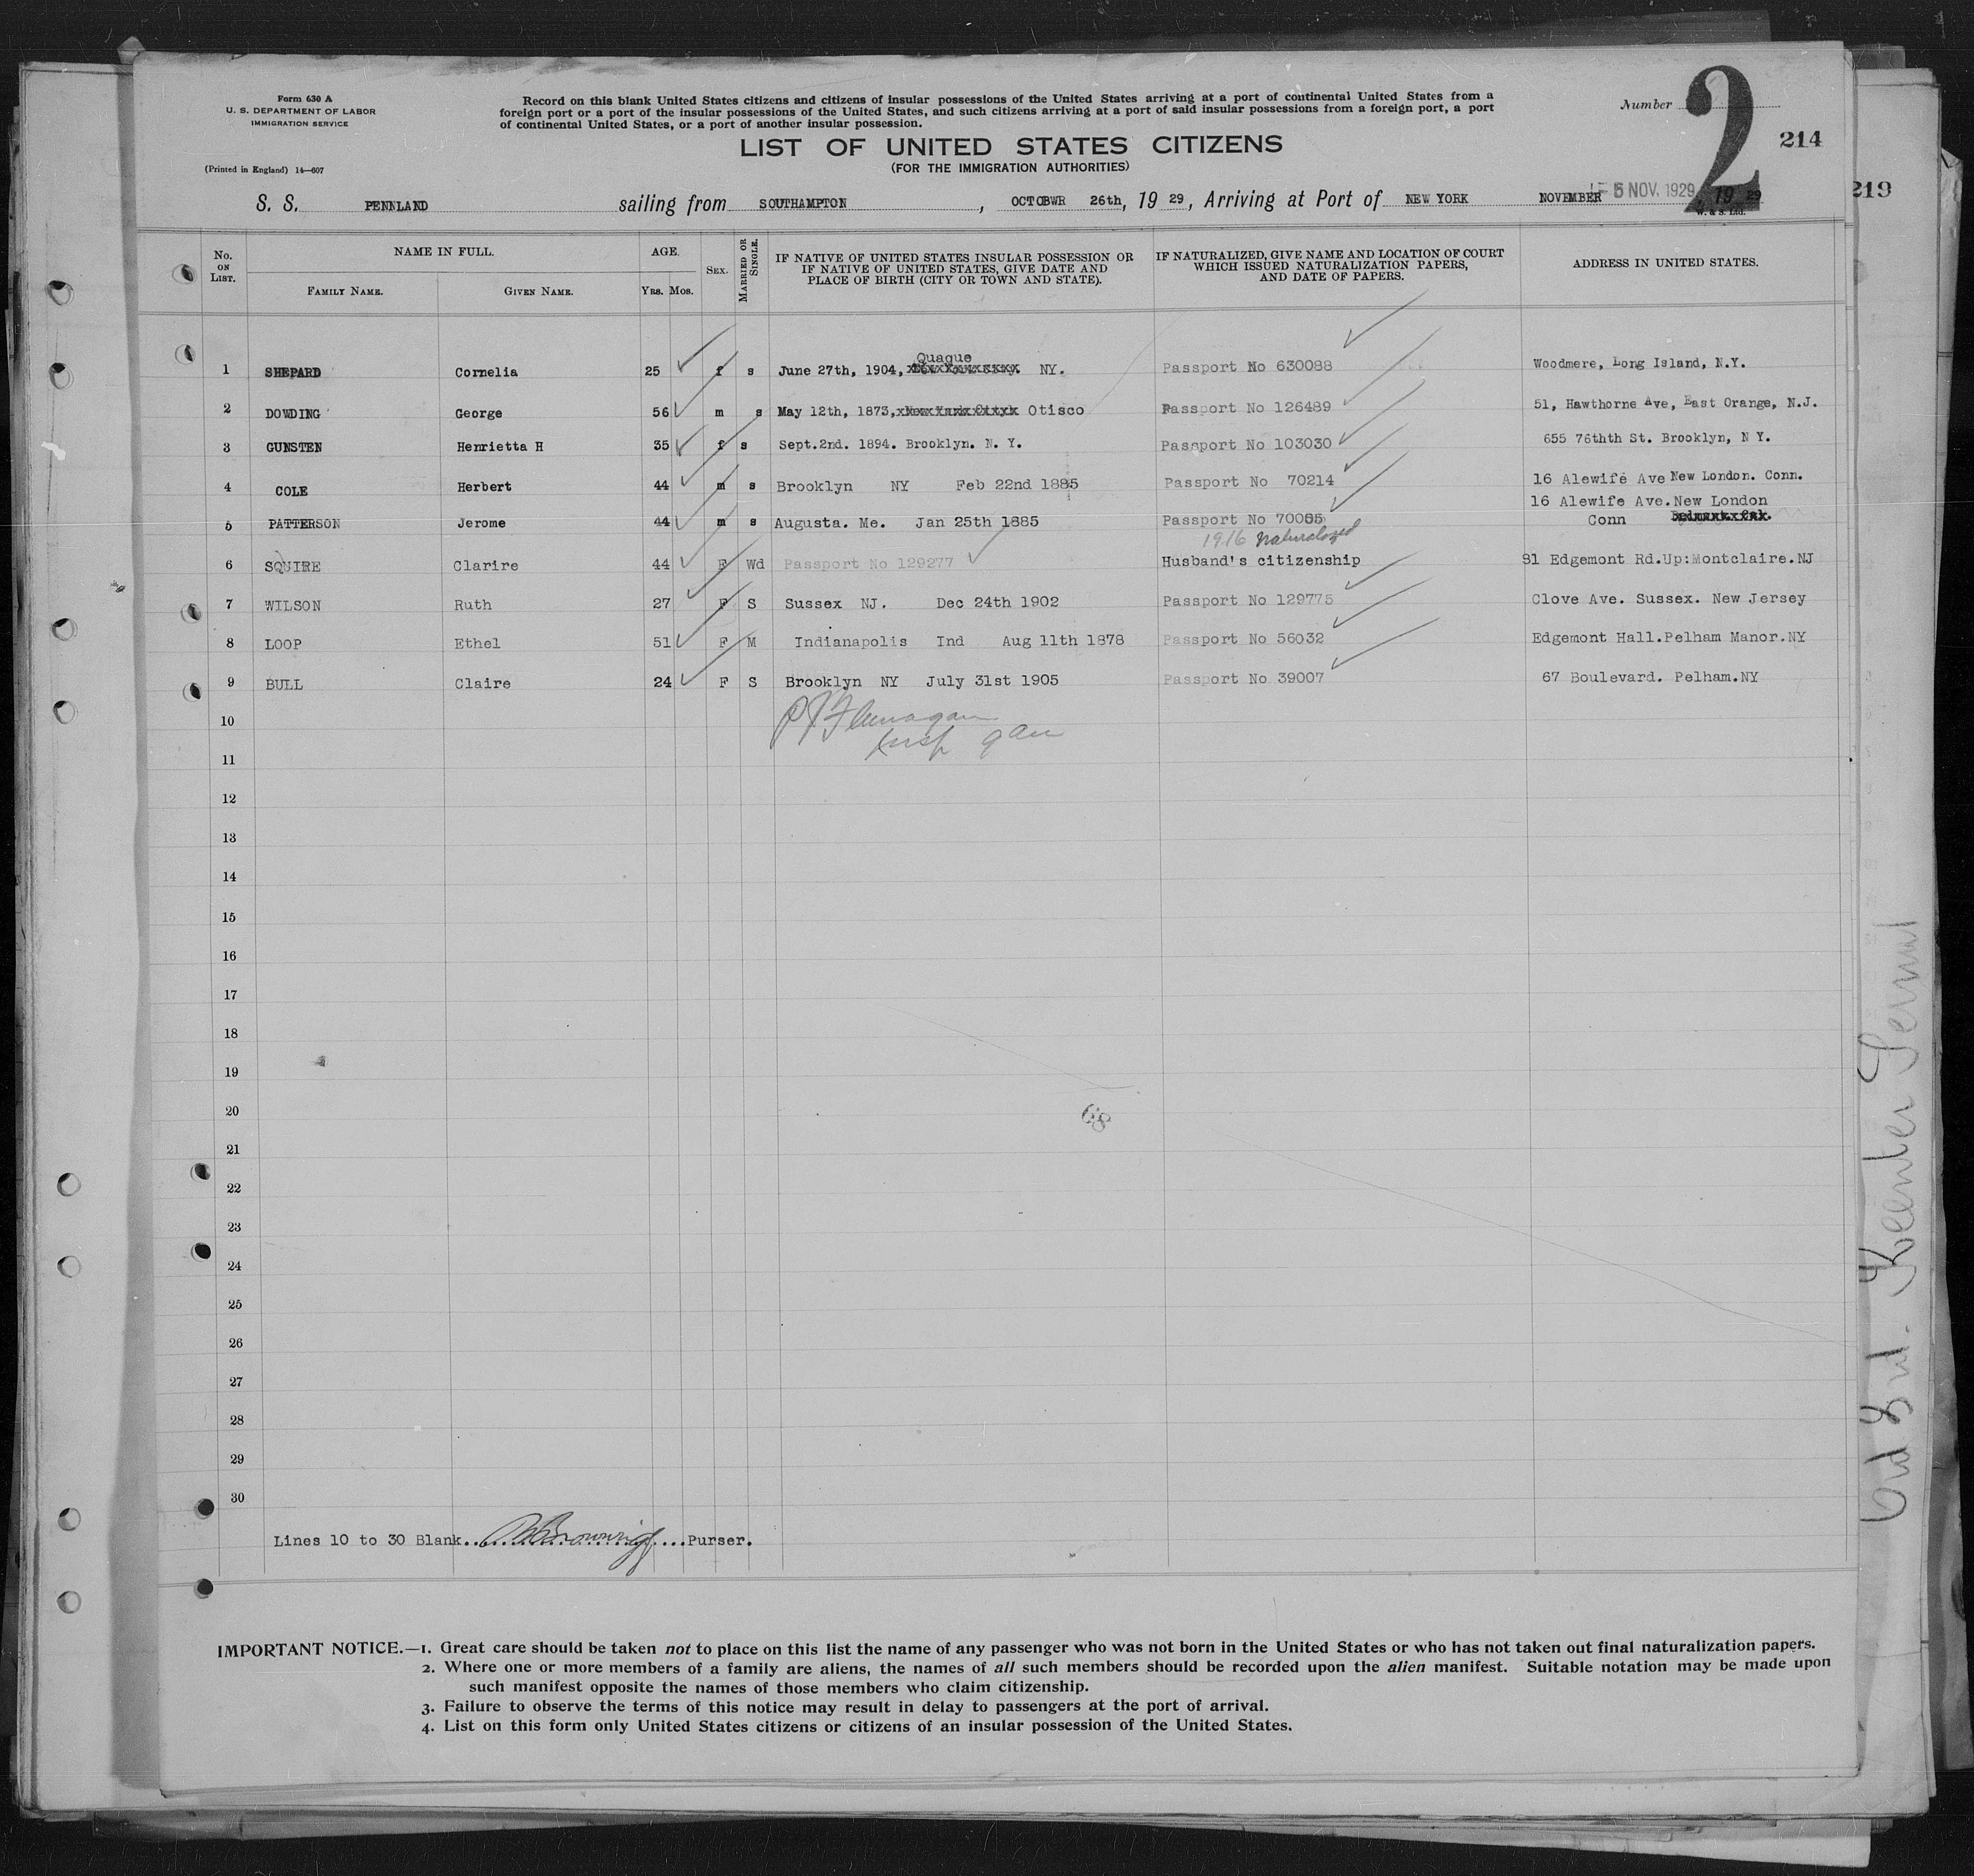 Form 630 A
U. S. DEPARTMENT OF LABOR
IMMIGRATION SERVICE
(Printed in England) 14—607
Record on this blank United States citizens and citizens of insular possessions of the United States arriving at a port of continental United States from a
foreign port or a port of the insular possessions of the United States, and such citizens arriving at a port of said insular possessions from a foreign port, a port
of continental United States, or a port of another insular possession.
Number 2
214
219
LIST OF UNITED STATES CITIZENS
(FOR THE IMMIGRATION AUTHORITIES)
S. S. PENNLAND sailing from SOUTHAMPTON, OCTOBWR 26th, 19 29, Arriving at Port of NEW YORK NOVEMBER 5 NOV. 1929, 19 29
W. & S. Ltd.
No. ON LIST. NAME IN FULL. FAMILY NAME. GIVEN NAME. AGE. YRS. MOS. SEX. MARRIED OR SINGLE. IF NATIVE OF UNITED STATES INSULAR POSSESSION OR IF NATIVE OF UNITED STATES, GIVE DATE AND PLACE OF BIRTH (CITY OR TOWN AND STATE). IF NATURALIZED, GIVE NAME AND LOCATION OF COURT WHICH ISSUED NATURALIZATION PAPERS, AND DATE OF PAPERS. ADDRESS IN UNITED STATES.
1 SHEPARD Cornelia 25 f s June 27th, 1904, Quaque NY. Passport No 630088 Woodmere, Long Island, N.Y.
2 DOWDING George 56 m s May 12th, 1873, Otisco Passport No 126489 51, Hawthorne Ave, East Orange, N.J.
3 GUNSTEN Henrietta H 35 f s Sept.2nd. 1894. Brooklyn. N. Y. Passport No 103030 655 76thth St. Brooklyn, N Y.
4 COLE Herbert 44 m s Brooklyn NY Feb 22nd 1885 Passport No 70214 16 Alewife Ave New London. Conn.
5 PATTERSON Jerome 44 m s Augusta. Me. Jan 25th 1885 Passport No 70085 16 Alewife Ave. New London Conn
1916 Naturalized
6 SQUIRE Clarire 44 F Wd Passport No 129277 Husband's citizenship 81 Edgemont Rd.Up:Montclaire.NJ
7 WILSON Ruth 27 F S Sussex NJ. Dec 24th 1902 Passport No 129775 Clove Ave. Sussex. New Jersey
8 LOOP Ethel 51 F M Indianapolis Ind Aug 11th 1878 Passport No 56032 Edgemont Hall.Pelham Manor.NY
9 BULL Claire 24 F S Brooklyn NY July 31st 1905 Passport No 39007 67 Boulevard. Pelham.NY
10 P J Flanagan
Insp
11
12
13
14
15
16
17
18
19
20
68
21
22
23
24
25
26
27
28
29
30
Lines 10 to 30 Blank.. ....Purser.
IMPORTANT NOTICE.—1. Great care should be taken not to place on this list the name of any passenger who was not born in the United States or who has not taken out final naturalization papers.
2. Where one or more members of a family are aliens, the names of all such members should be recorded upon the alien manifest. Suitable notation may be made upon
such manifest opposite the names of those members who claim citizenship.
3. Failure to observe the terms of this notice may result in delay to passengers at the port of arrival.
4. List on this form only United States citizens or citizens of an insular possession of the United States.